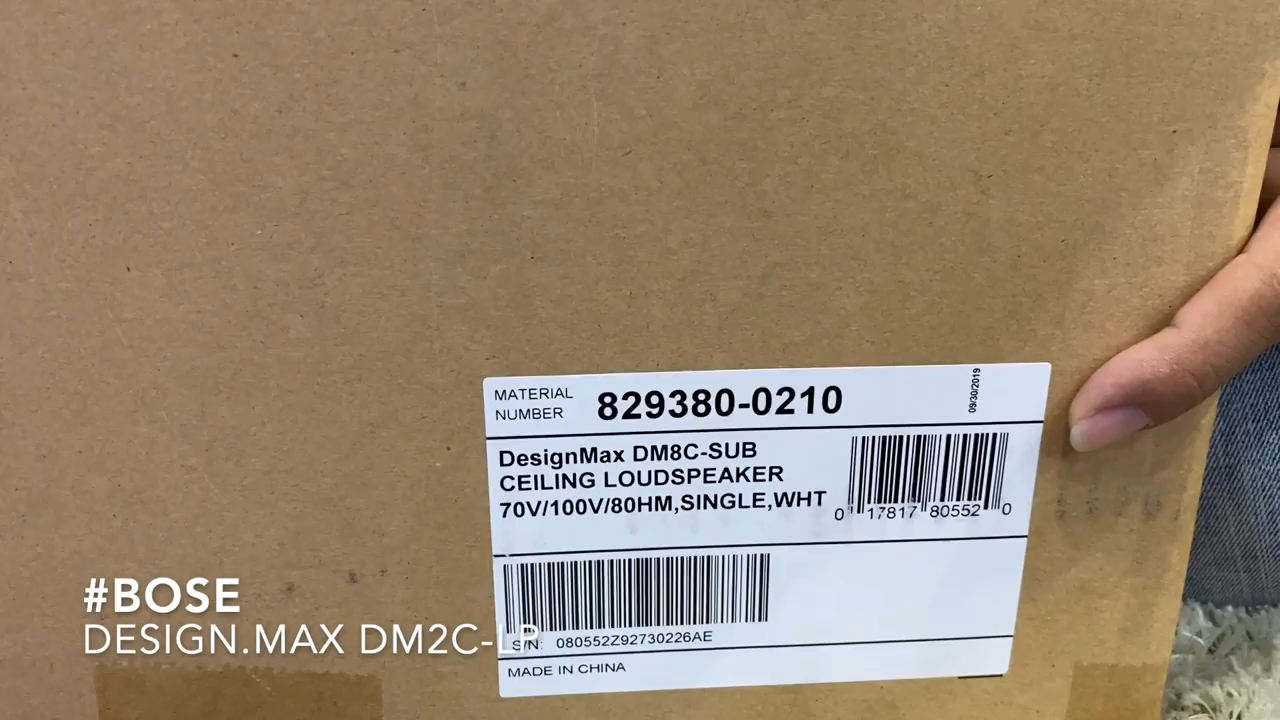 MATERIAL
NUMBER
829380-0210
09/30/2019
DesignMax DM8C-SUB
CEILING LOUDSPEAKER
70V/100V/80HM,SINGLE,WHT
0 17817 80552 0
S/N: 080552Z92730226AE
MADE IN CHINA
#BOSE
DESIGN.MAX DM2C-LP